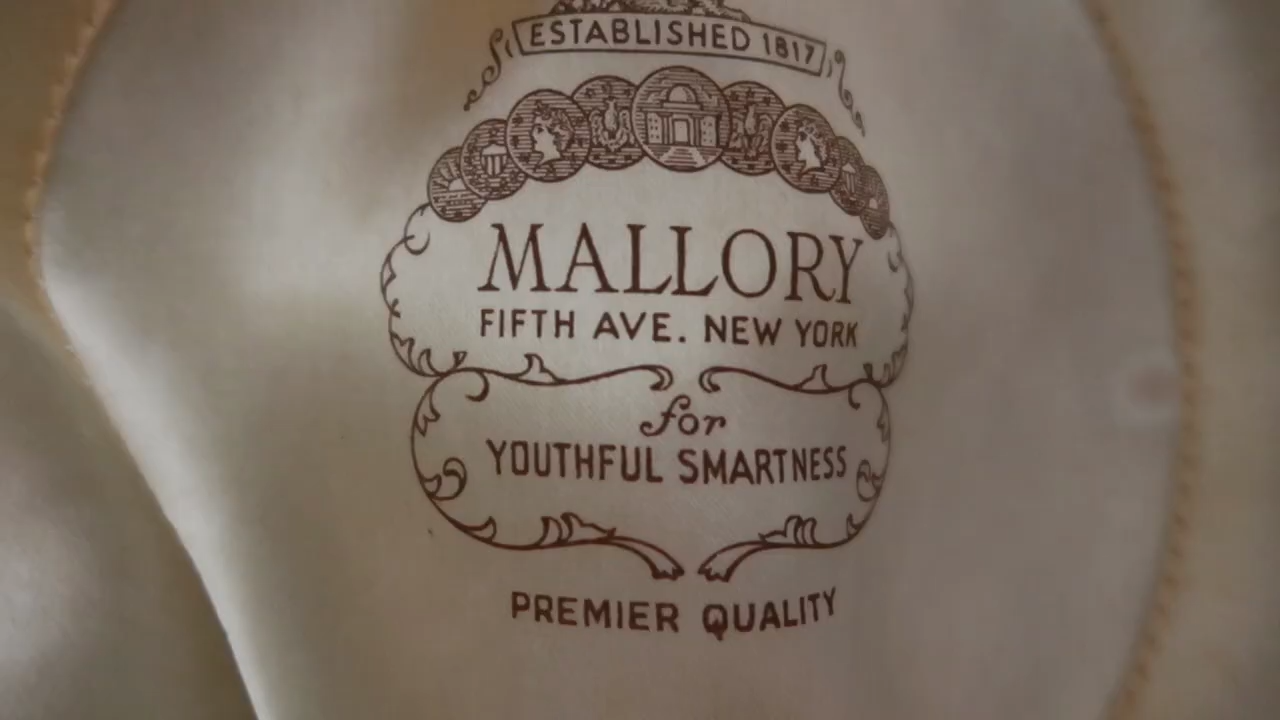 ESTABLISHED 1817
MALLORY
FIFTH AVE. NEW YORK
for
YOUTHFUL SMARTNESS
PREMIER QUALITY